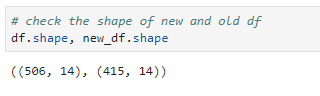 # check the shape of new and old df
df.shape, new_df.shape
((506, 14), (415, 14))